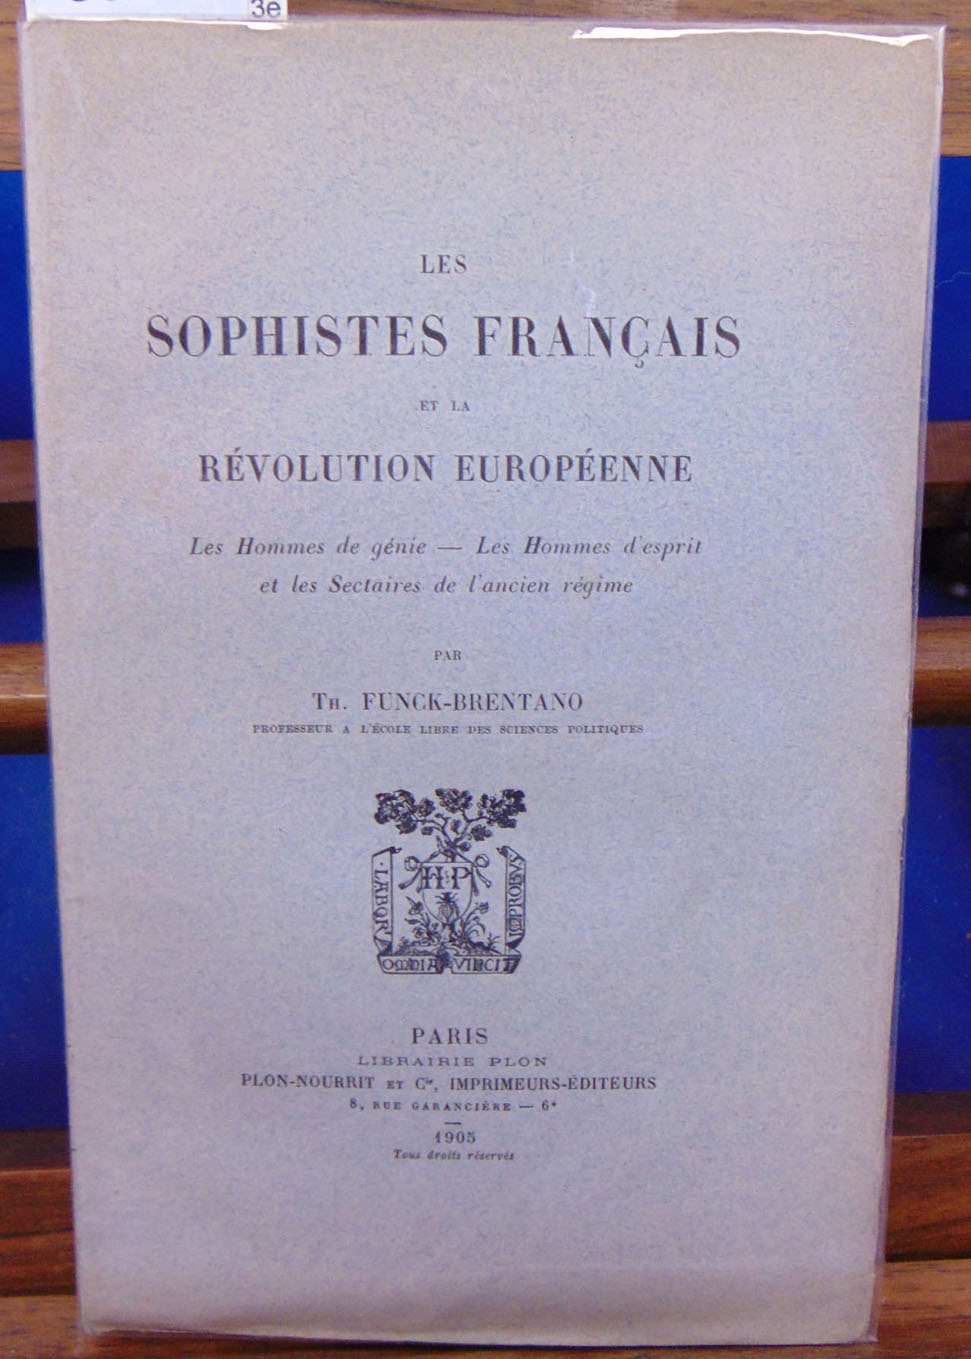 3e
LES
SOPHISTES FRANÇAIS
ET LA
RÉVOLUTION EUROPÉENNE
Les Hommes de génie — Les Hommes d'esprit
et les Sectaires de l'ancien régime
PAR
TH. FUNCK-BRENTANO
PROFESSEUR A L'ÉCOLE LIBRE DES SCIENCES POLITIQUES
HP
·LABOR
IMPROBVS
OMNIA VINCIT
PARIS
LIBRAIRIE PLON
PLON-NOURRIT ET Cie, IMPRIMEURS-ÉDITEURS
8, RUE GARANCIÈRE — 6e
1905
Tous droits réservés